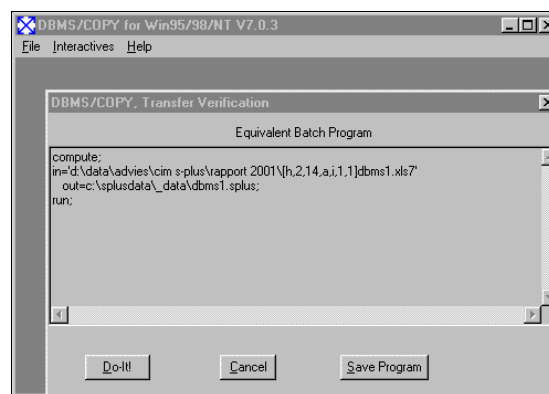 DBMS/COPY for Win95/98/NT V7.0.3
File Interactives Help
DBMS/COPY, Transfer Verification
Equivalent Batch Program
compute;
in='d:\data\advies\cim s-plus\rapport 2001\[h,2,14,a,i,1,1]dbms1.xls7'
out=c:\splusdata\_data\dbms1.splus;
run;
Do-It! Cancel Save Program